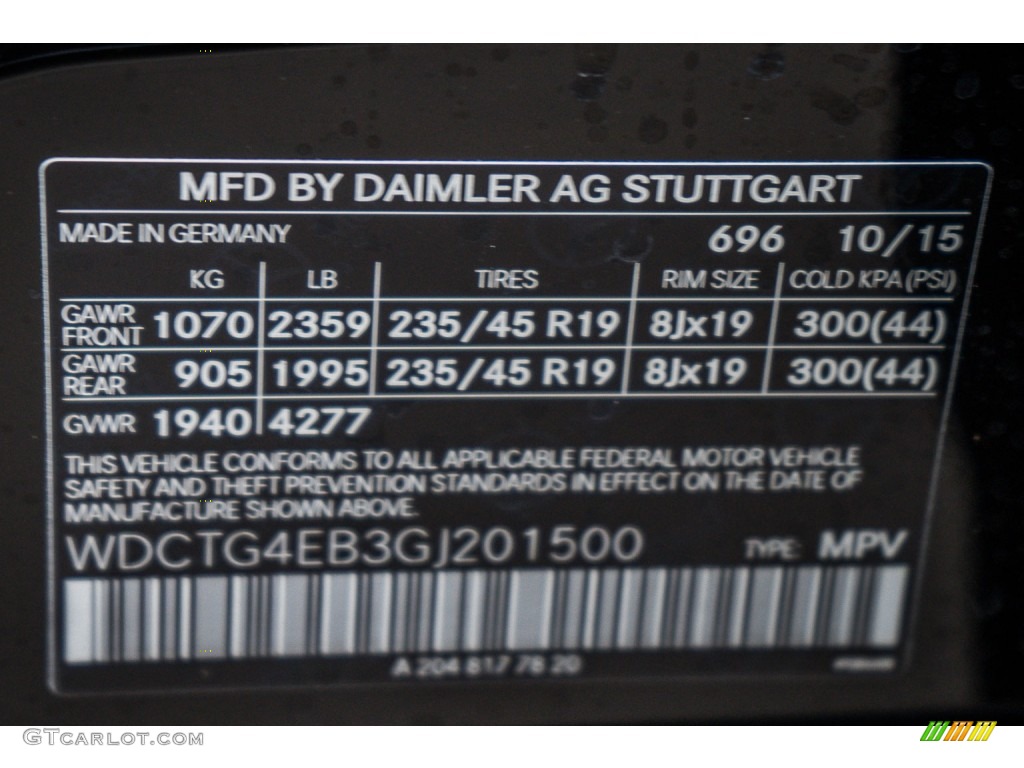 MFD BY DAIMLER AG STUTTGART
MADE IN GERMANY 696 10/15
KG LB TIRES RIM SIZE COLD KPA (PSI)
GAWR FRONT 1070 2359 235/45 R19 8Jx19 300(44)
GAWR REAR 905 1995 235/45 R19 8Jx19 300(44)
GVWR 1940 4277
THIS VEHICLE CONFORMS TO ALL APPLICABLE FEDERAL MOTOR VEHICLE
SAFETY AND THEFT PREVENTION STANDARDS IN EFFECT ON THE DATE OF
MANUFACTURE SHOWN ABOVE.
WDCTG4EB3GJ201500 TYPE: MPV
A 204 817 78 20
GTCarlot.com